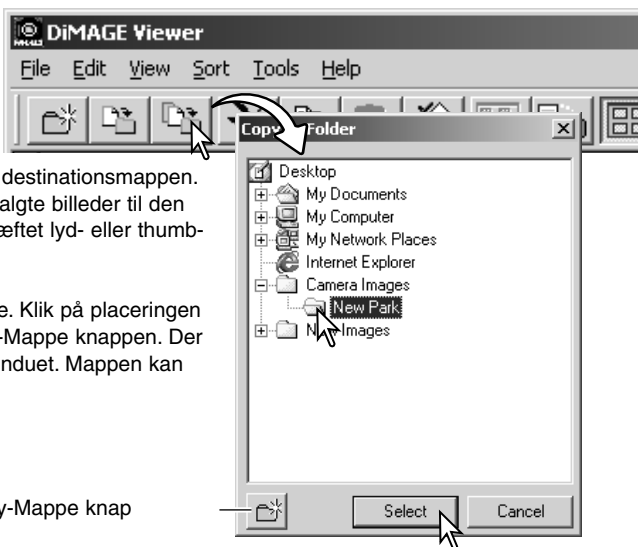 DiMAGE Viewer
File Edit View Sort Tools Help
Copy Folder
Desktop
My Documents
My Computer
My Network Places
Internet Explorer
Camera Images
New Park
Images
Select Cancel
destinationsmappen.
algte billeder til den
æftet lyd- eller thumb-
e. Klik på placeringen
-Mappe knappen. Der
nduet. Mappen kan
y-Mappe knap